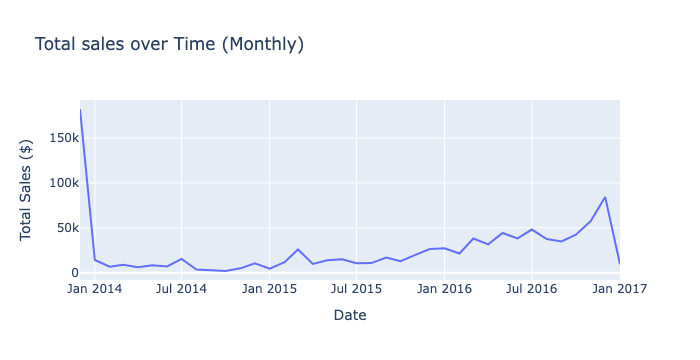 Total sales over Time (Monthly)
Total Sales ($)
150k
100k
50k
0
Jan 2014
Jul 2014
Jan 2015
Jul 2015
Jan 2016
Jul 2016
Jan 2017
Date